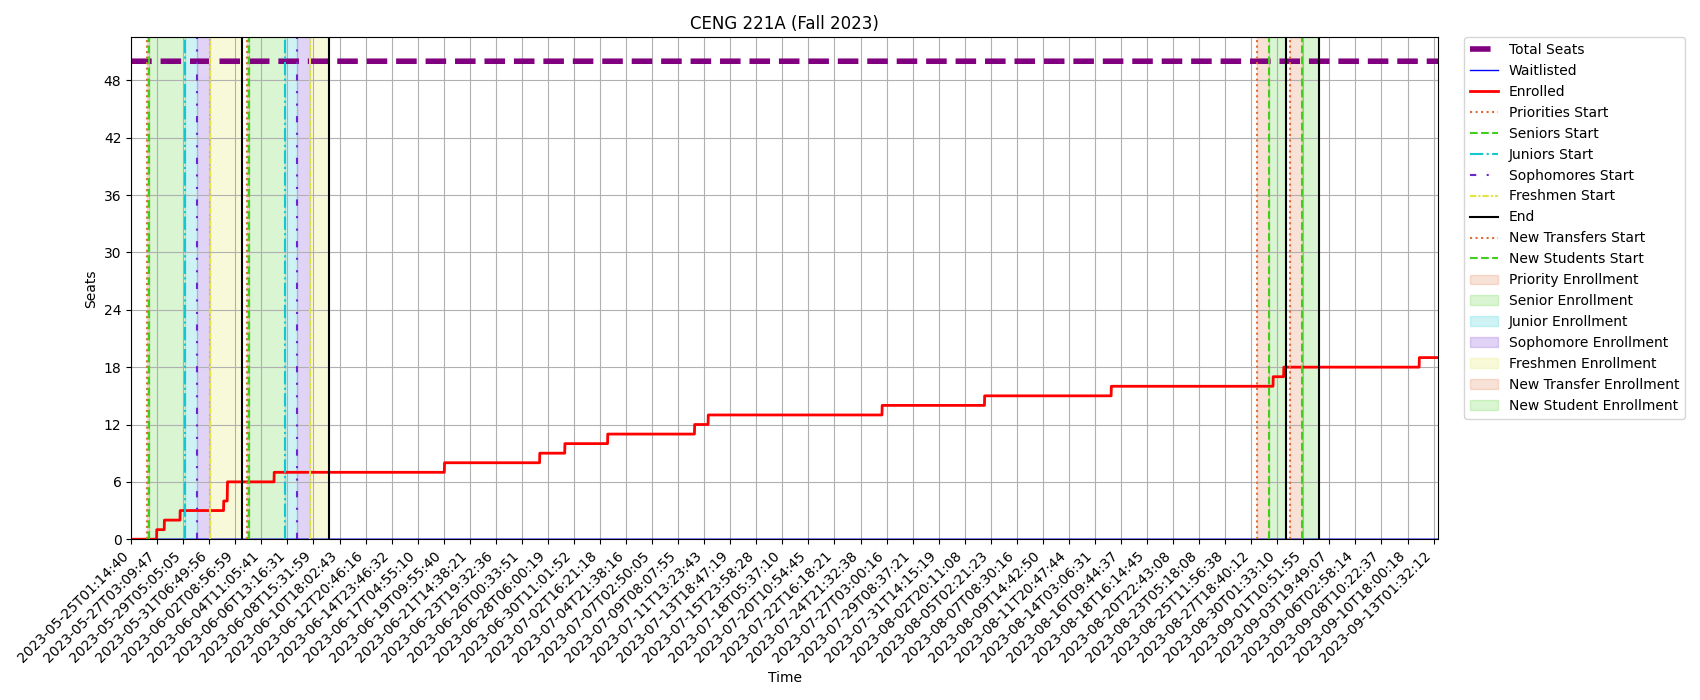 CENG 221A (Fall 2023)
Seats
48
42
36
30
24
18
12
6
0
2023-05-25T01:14:40
2023-05-27T03:09:47
2023-05-29T05:05:05
2023-05-31T06:49:56
2023-06-02T08:56:59
2023-06-04T11:05:41
2023-06-06T13:16:31
2023-06-08T15:31:59
2023-06-10T18:02:43
2023-06-12T20:46:16
2023-06-14T23:46:32
2023-06-17T04:55:10
2023-06-19T09:55:40
2023-06-21T14:38:21
2023-06-23T19:32:36
2023-06-26T00:33:51
2023-06-28T06:00:19
2023-06-30T11:01:52
2023-07-02T16:21:18
2023-07-04T21:38:16
2023-07-07T02:50:05
2023-07-09T08:07:55
2023-07-11T13:23:43
2023-07-13T18:47:19
2023-07-15T23:58:28
2023-07-18T05:37:10
2023-07-20T10:54:45
2023-07-22T16:18:21
2023-07-24T21:32:38
2023-07-27T03:00:16
2023-07-29T08:37:21
2023-07-31T14:15:19
2023-08-02T20:11:08
2023-08-05T02:21:23
2023-08-07T08:30:16
2023-08-09T14:42:50
2023-08-11T20:47:44
2023-08-14T03:06:31
2023-08-16T09:44:37
2023-08-18T16:14:45
2023-08-20T22:43:08
2023-08-23T05:18:09
2023-08-25T11:56:38
2023-08-27T18:40:12
2023-08-30T01:33:10
2023-09-01T10:51:55
2023-09-03T19:49:07
2023-09-06T02:58:14
2023-09-08T10:22:37
2023-09-10T18:00:18
2023-09-13T01:32:12
Time
Total Seats
Waitlisted
Enrolled
Priorities Start
Seniors Start
Juniors Start
Sophomores Start
Freshmen Start
End
New Transfers Start
New Students Start
Priority Enrollment
Senior Enrollment
Junior Enrollment
Sophomore Enrollment
Freshmen Enrollment
New Transfer Enrollment
New Student Enrollment